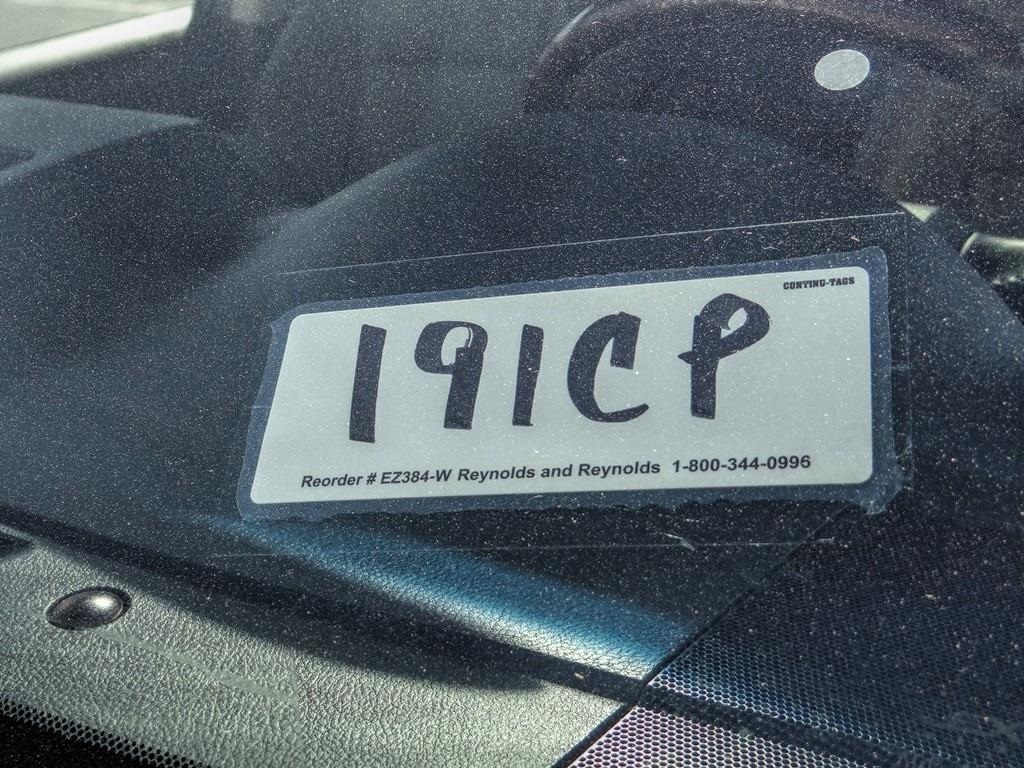 CONTINU-TAGS
191CP
Reorder # EZ384-W Reynolds and Reynolds 1-800-344-0996